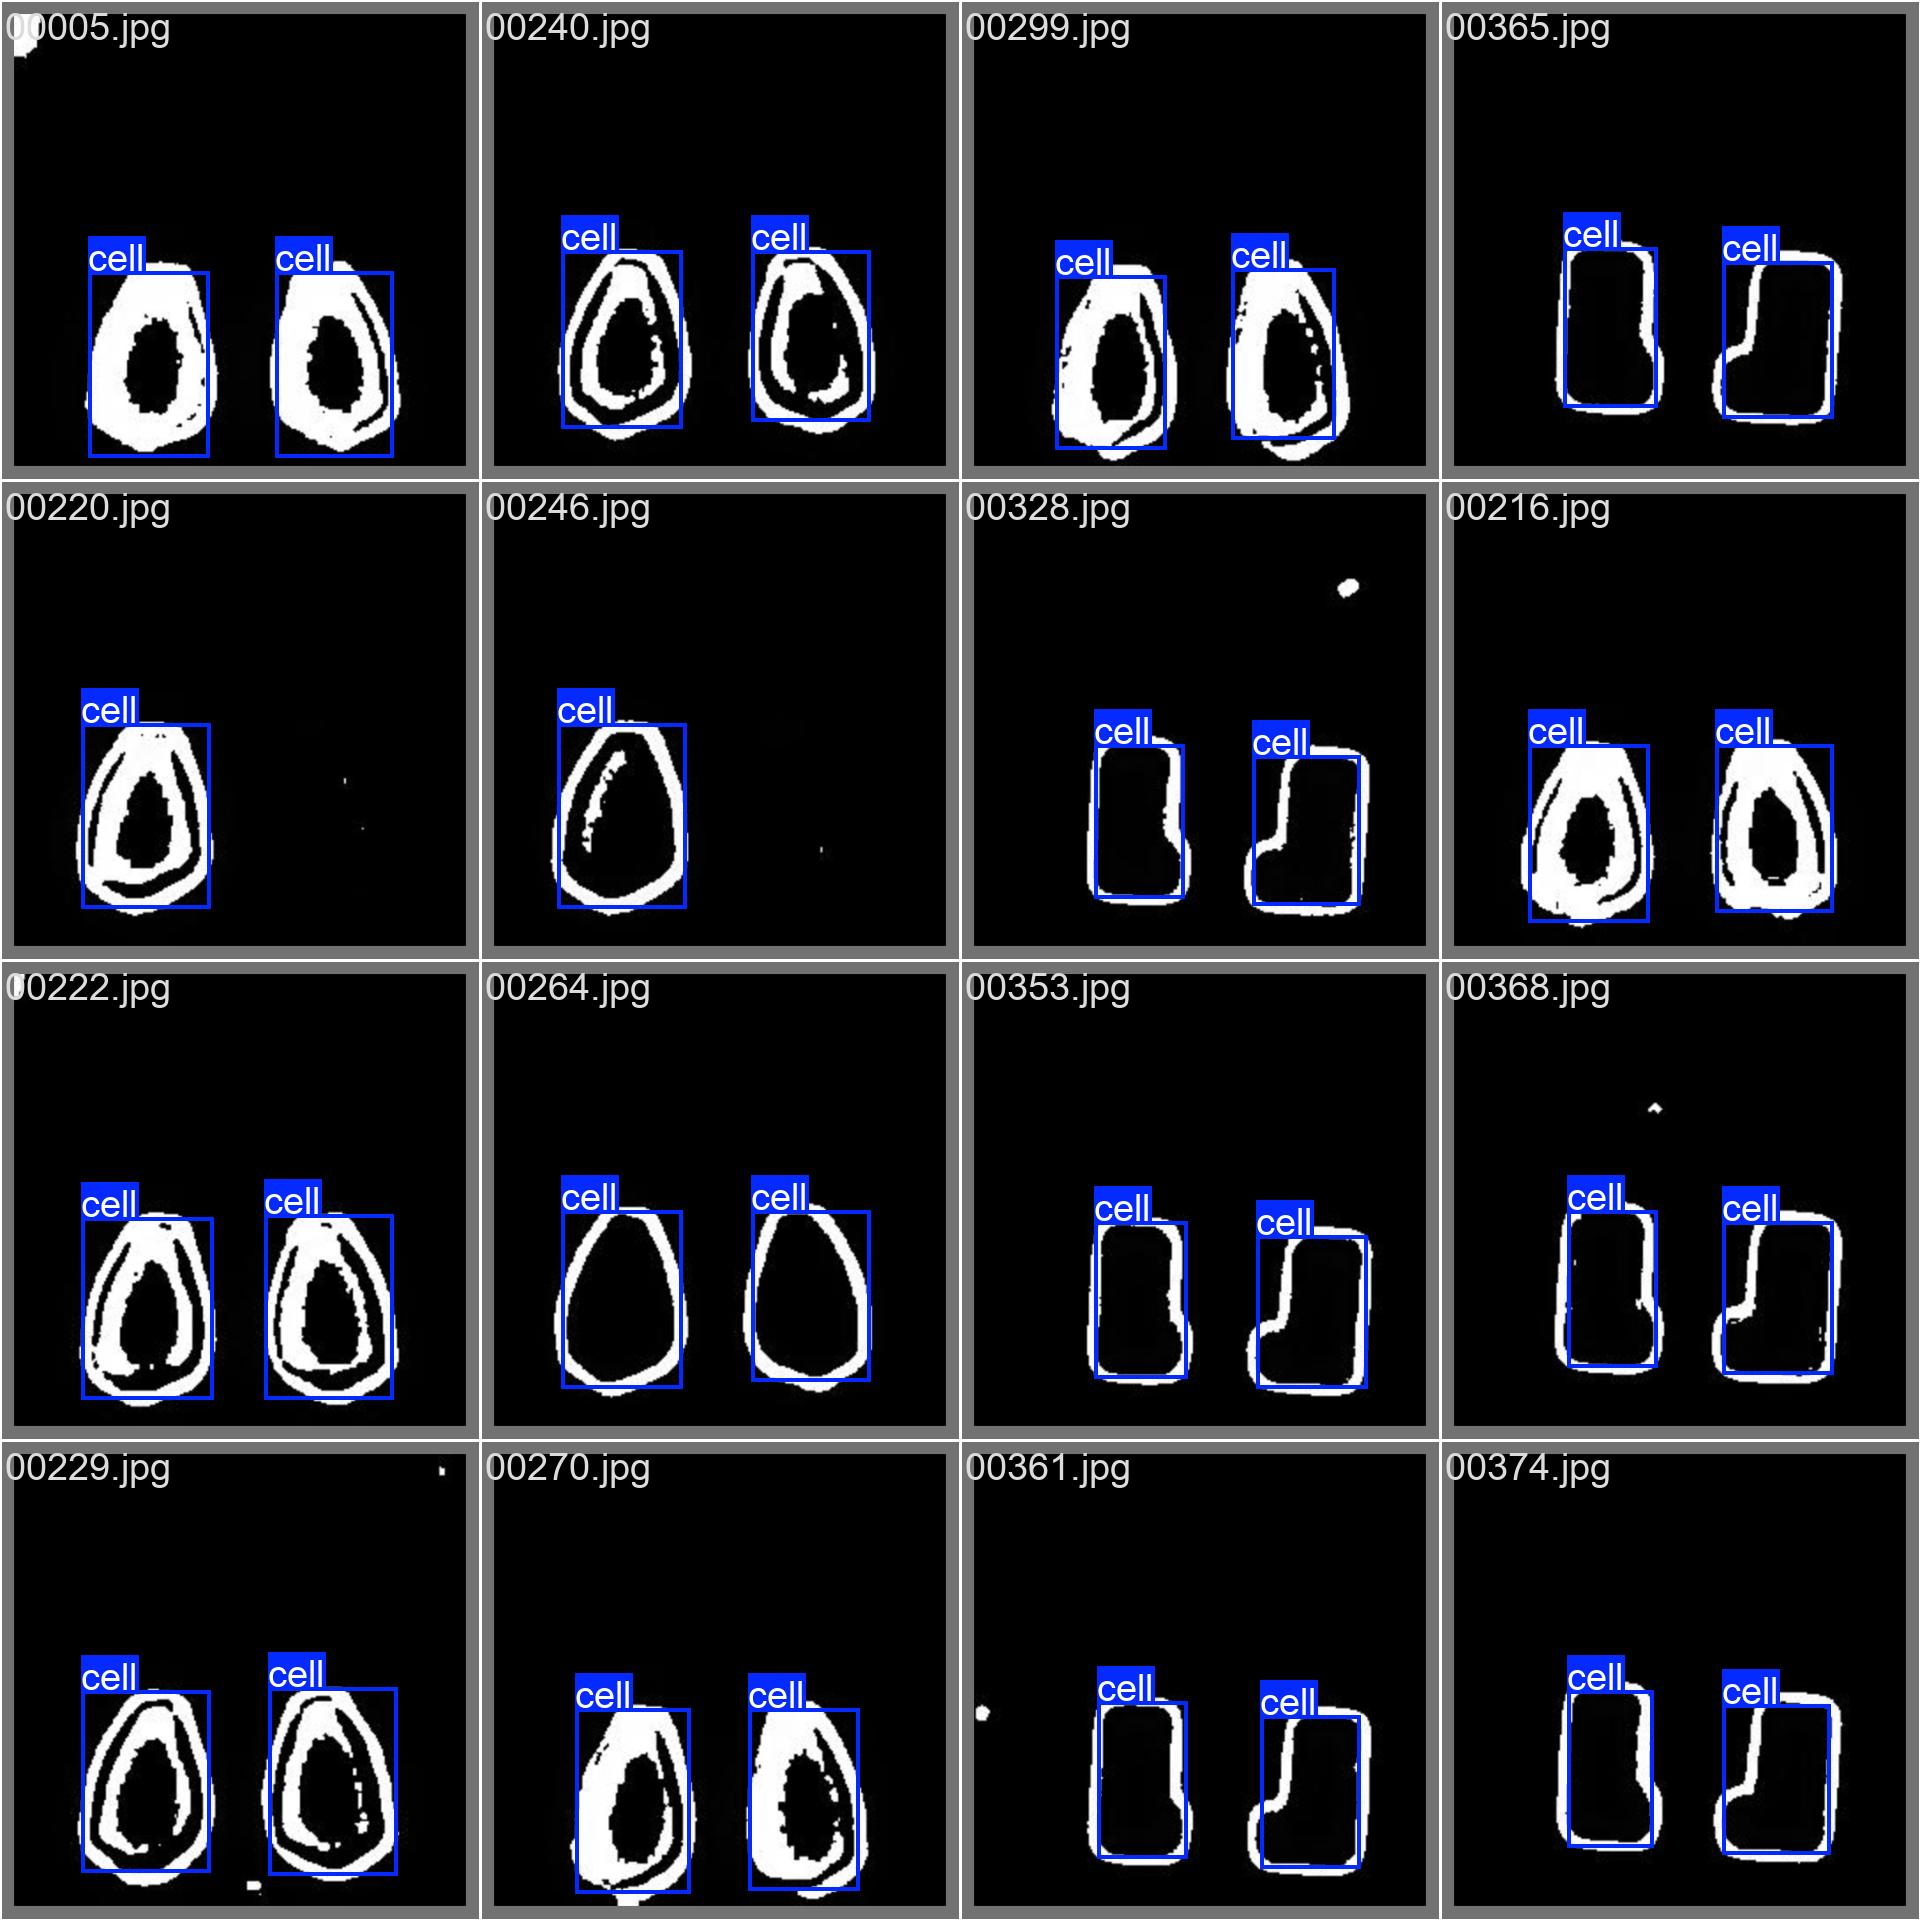 00005.jpg 00240.jpg 00299.jpg 00365.jpg
cell cell cell cell cell cell cell cell
00220.jpg 00246.jpg 00328.jpg 00216.jpg
cell cell cell cell cell cell
00222.jpg 00264.jpg 00353.jpg 00368.jpg
cell cell cell cell cell cell cell cell
00229.jpg 00270.jpg 00361.jpg 00374.jpg
cell cell cell cell cell cell cell cell